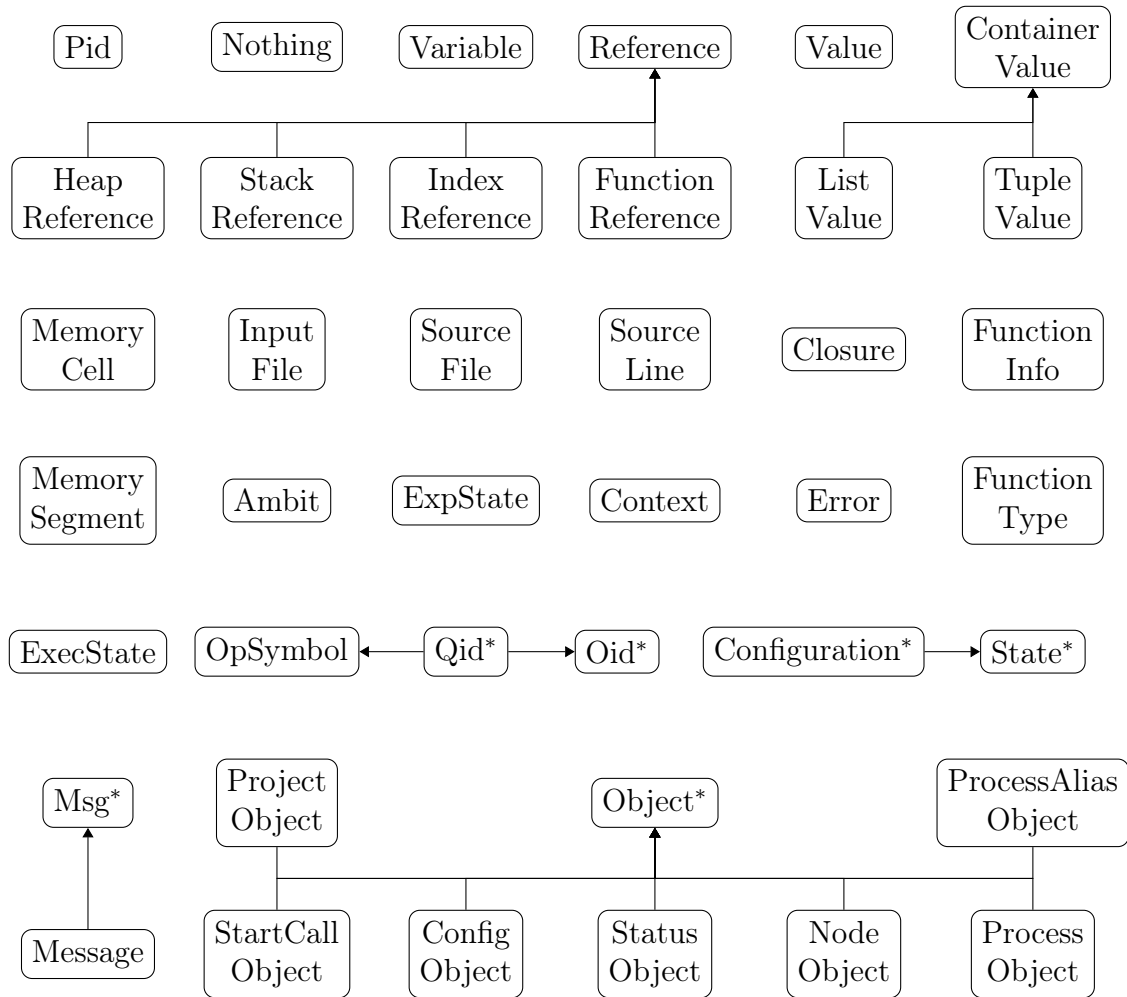 Pid
Nothing
Variable
Reference
Value
Container
Value
Heap
Reference
Stack
Reference
Index
Reference
Function
Reference
List
Value
Tuple
Value
Memory
Cell
Input
File
Source
File
Source
Line
Closure
Function
Info
Memory
Segment
Ambit
ExpState
Context
Error
Function
Type
ExecState
OpSymbol
Qid*
Oid*
Configuration*
State*
Msg*
Project
Object
Object*
ProcessAlias
Object
Message
StartCall
Object
Config
Object
Status
Object
Node
Object
Process
Object